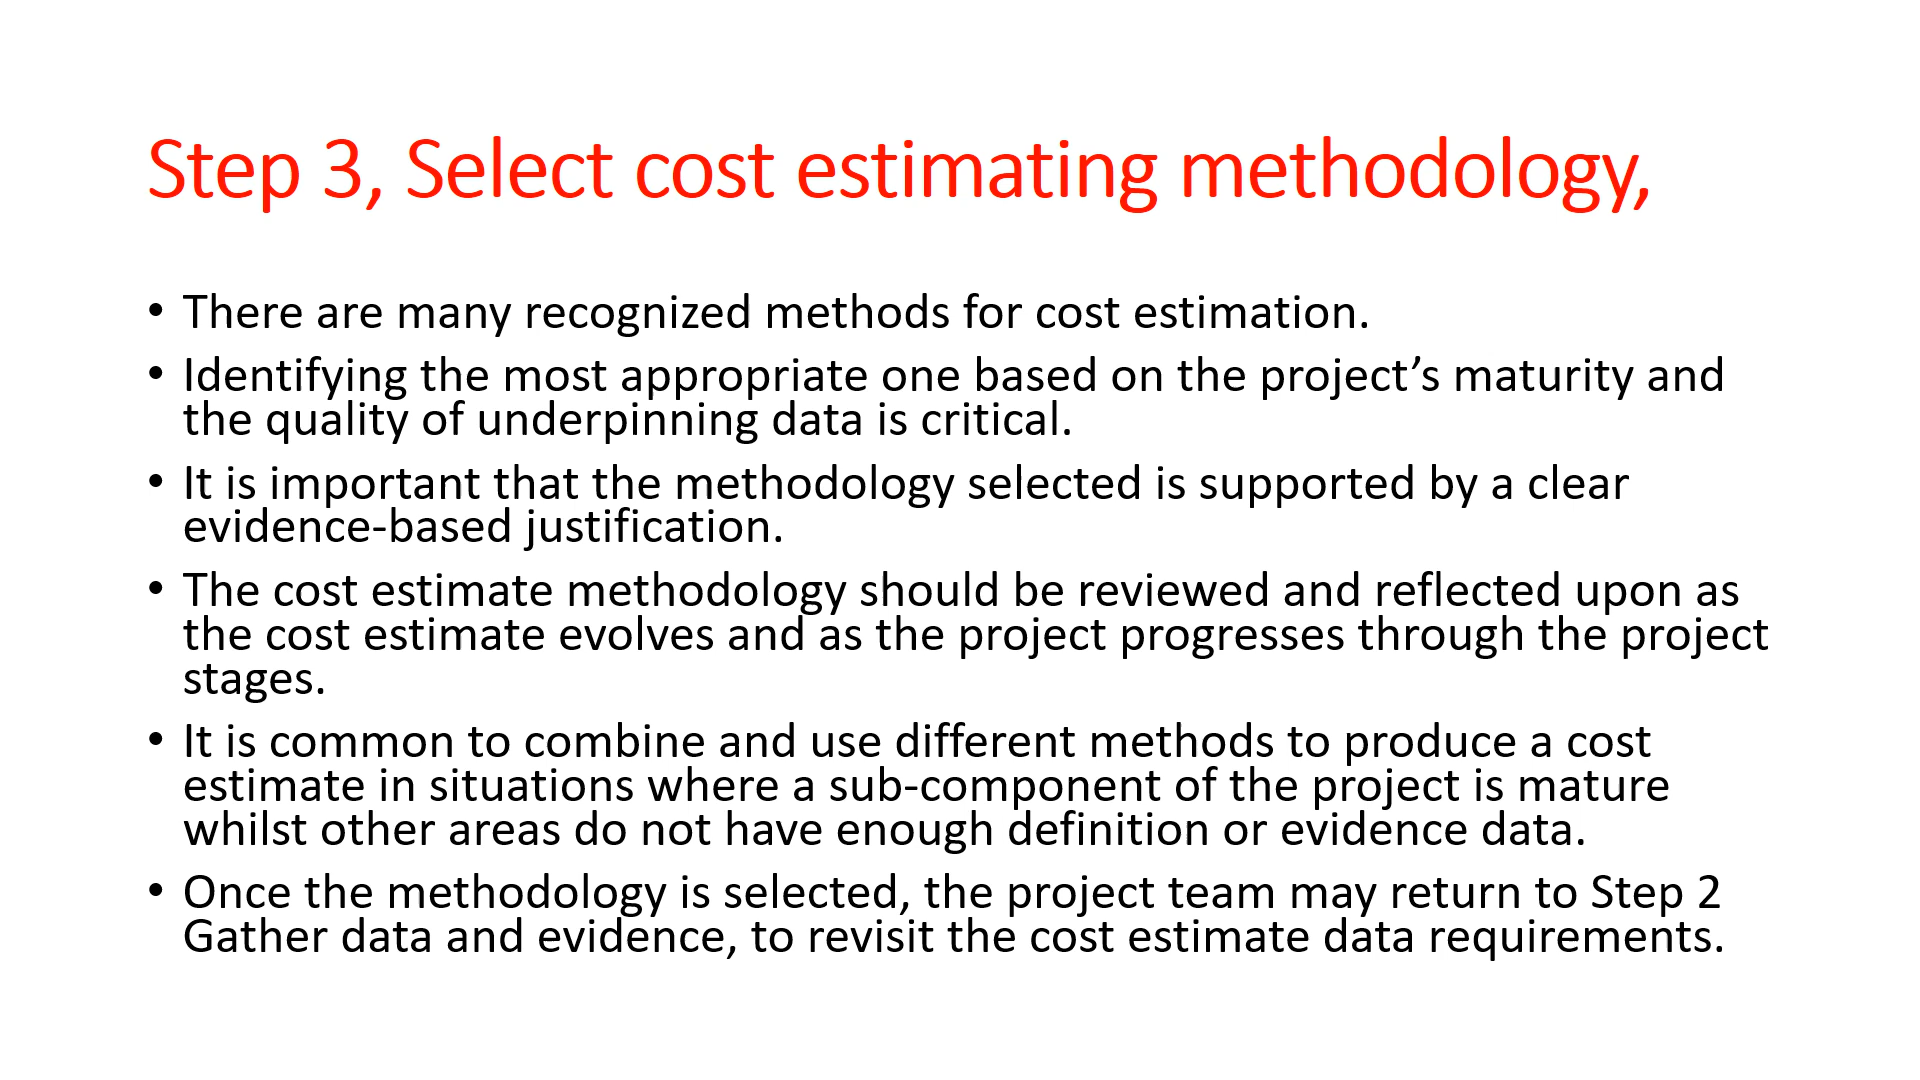 Step 3, Select cost estimating methodology,
• There are many recognized methods for cost estimation.
• Identifying the most appropriate one based on the project’s maturity and
the quality of underpinning data is critical.
• It is important that the methodology selected is supported by a clear
evidence-based justification.
• The cost estimate methodology should be reviewed and reflected upon as
the cost estimate evolves and as the project progresses through the project
stages.
• It is common to combine and use different methods to produce a cost
estimate in situations where a sub-component of the project is mature
whilst other areas do not have enough definition or evidence data.
• Once the methodology is selected, the project team may return to Step 2
Gather data and evidence, to revisit the cost estimate data requirements.